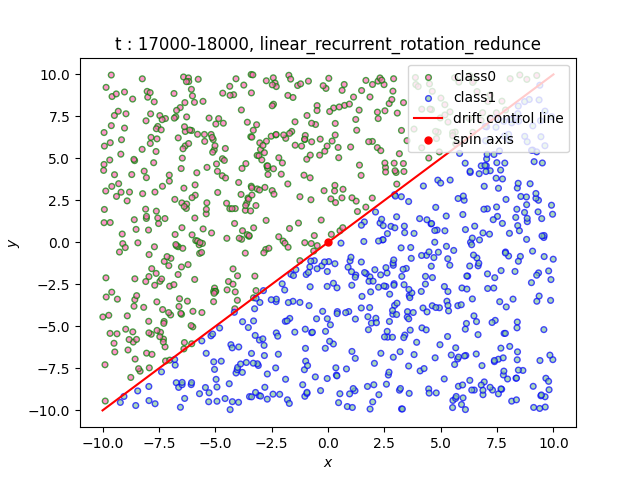 t : 17000-18000, linear_recurrent_rotation_redunce
class0
class1
drift control line
spin axis
10.0
7.5
5.0
2.5
0.0
−2.5
−5.0
−7.5
−10.0
y
−10.0 −7.5 −5.0 −2.5 0.0 2.5 5.0 7.5 10.0
x